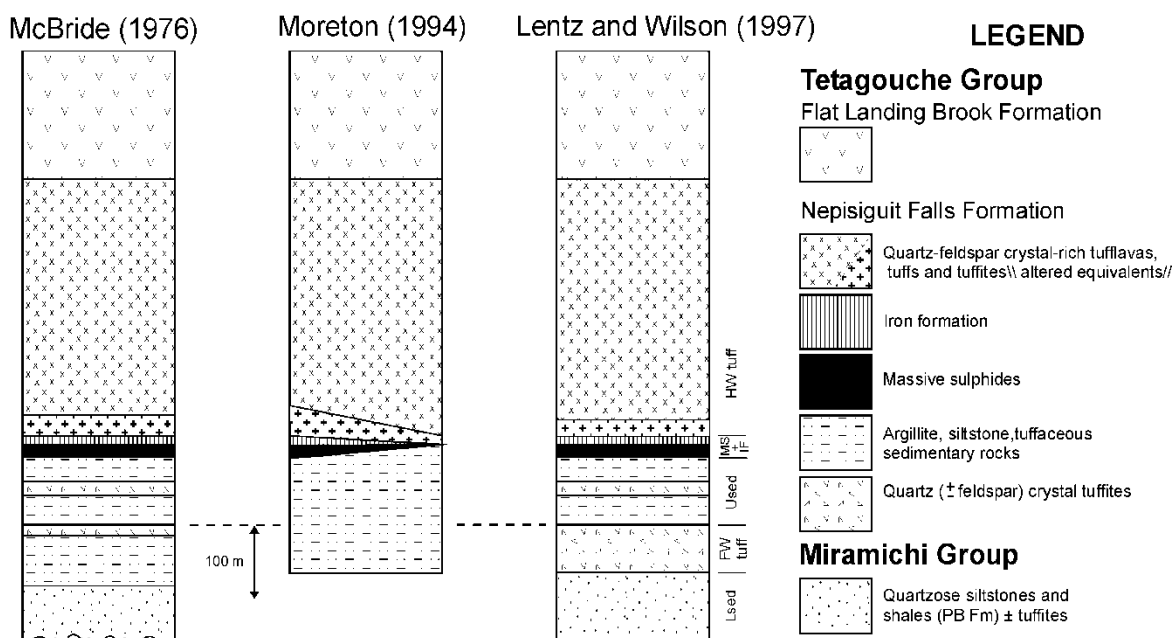 McBride (1976)
Moreton (1994)
Lentz and Wilson (1997)
HW tuff
MS + IF
Used
FW tuff
Lsed
100 m
LEGEND
Tetagouche Group
Flat Landing Brook Formation
Nepisiguit Falls Formation
Quartz-feldspar crystal-rich tufflavas,
tuffs and tuffites\\ altered equivalents//
Iron formation
Massive sulphides
Argillite, siltstone,tuffaceous
sedimentary rocks
Quartz (±feldspar) crystal tuffites
Miramichi Group
Quartzose siltstones and
shales (PB Fm) ± tuffites